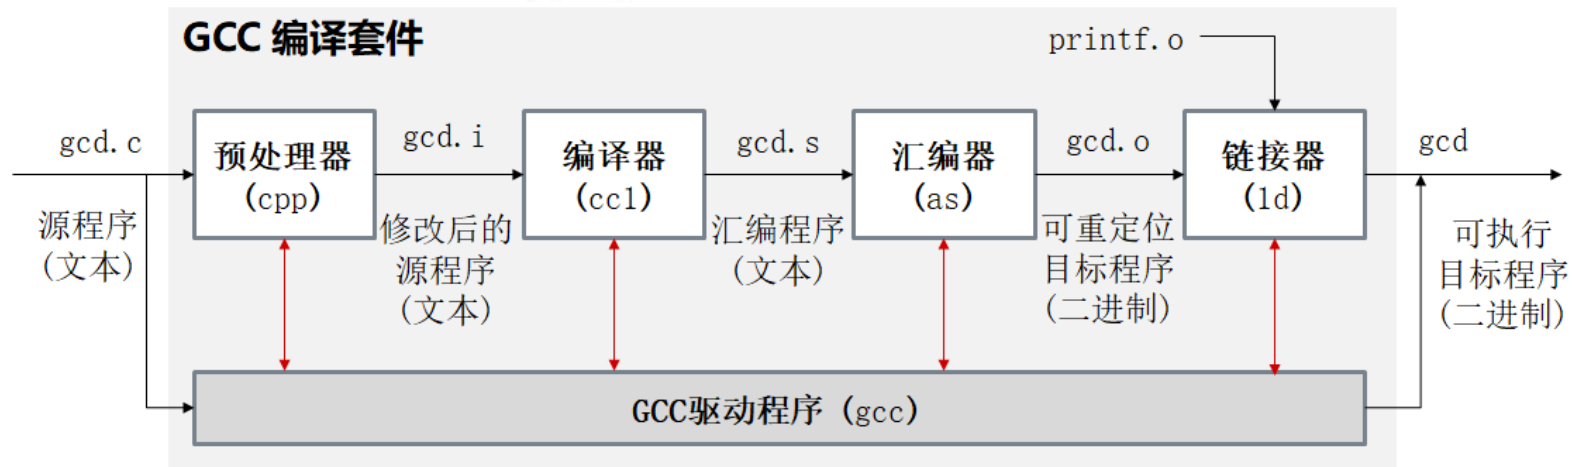 GCC 编译套件
printf.o
gcd.c
预处理器
(cpp)
gcd.i
编译器
(ccl)
gcd.s
汇编器
(as)
gcd.o
链接器
(ld)
gcd
源程序
(文本)
修改后的
源程序
(文本)
汇编程序
(文本)
可重定位
目标程序
(二进制)
可执行
目标程序
(二进制)
GCC驱动程序 (gcc)